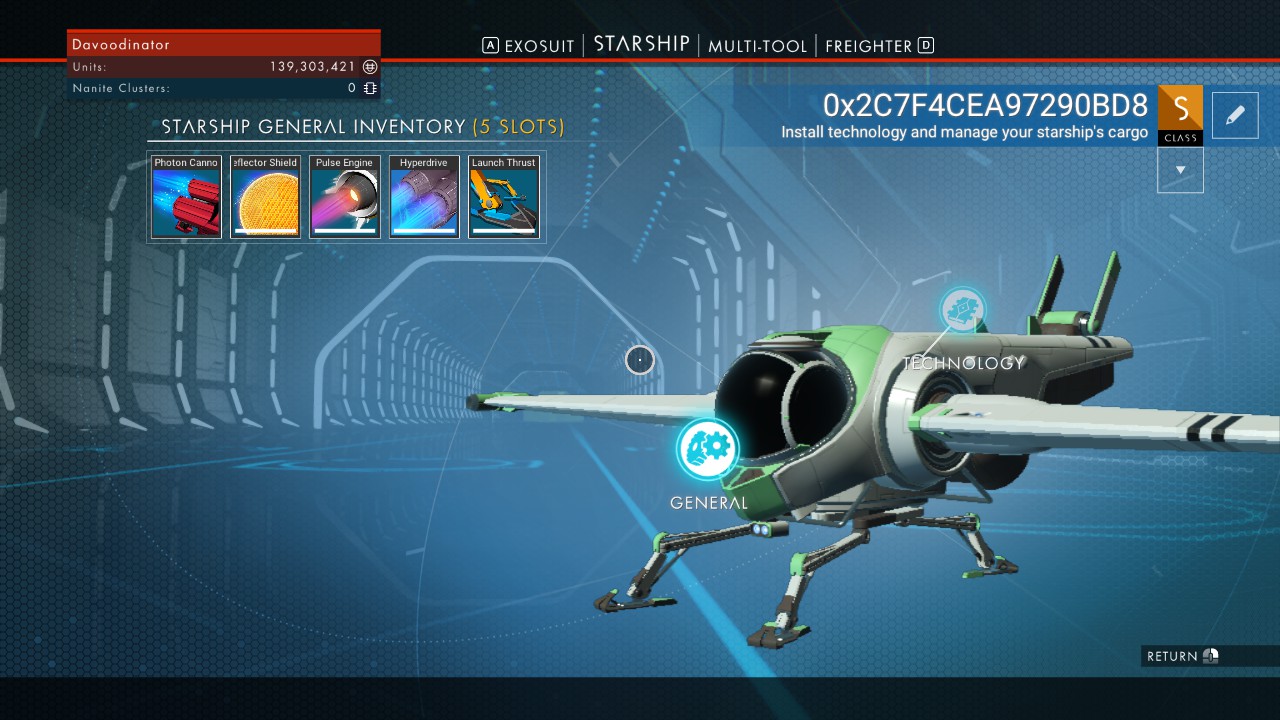 Davoodinator
Units: 139,303,421
Nanite Clusters: 0
A EXOSUIT STARSHIP MULTI-TOOL FREIGHTER D
0x2C7F4CEA97290BD8
Install technology and manage your starship's cargo
S
CLASS
STARSHIP GENERAL INVENTORY (5 SLOTS)
Photon Canno eflector Shield Pulse Engine Hyperdrive Launch Thrust
TECHNOLOGY
GENERAL
RETURN